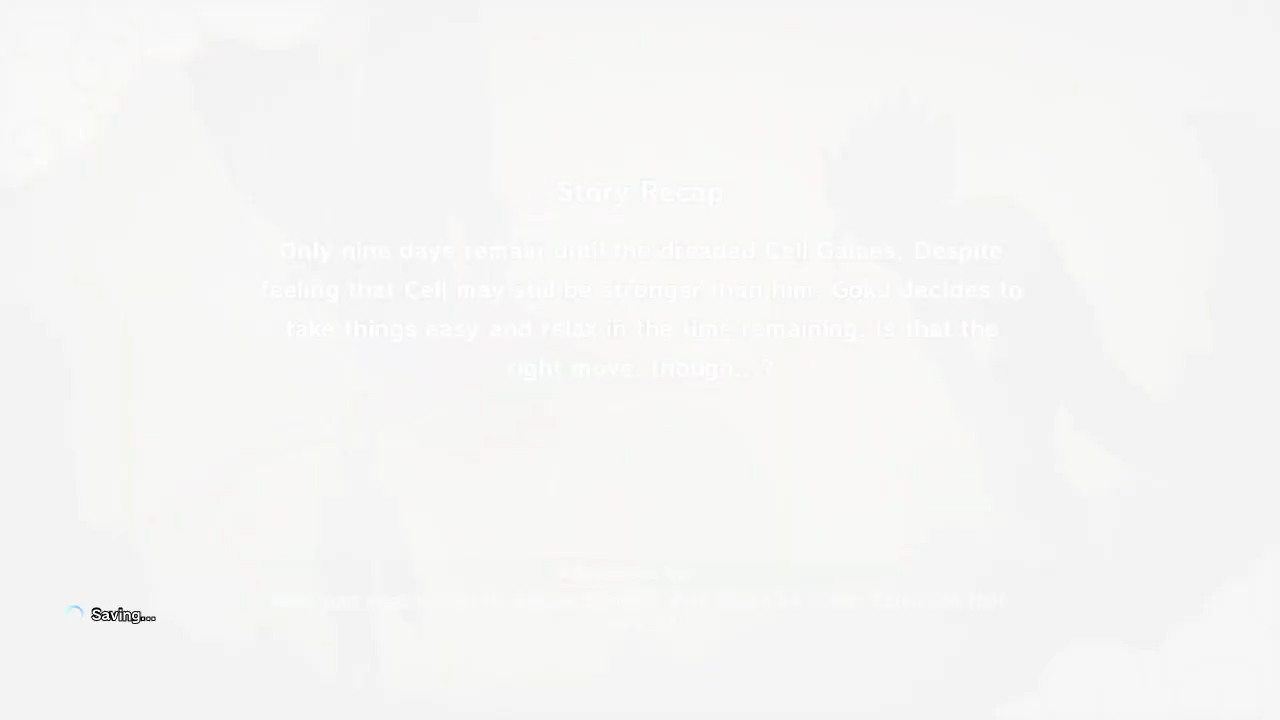 Story Recap
Only nine days remain until the dreaded Cell Games. Despite
feeling that Cell may still be stronger than him, Goku decides to
take things easy and relax in the time remaining. Is that the
right move, though...?
Saving...